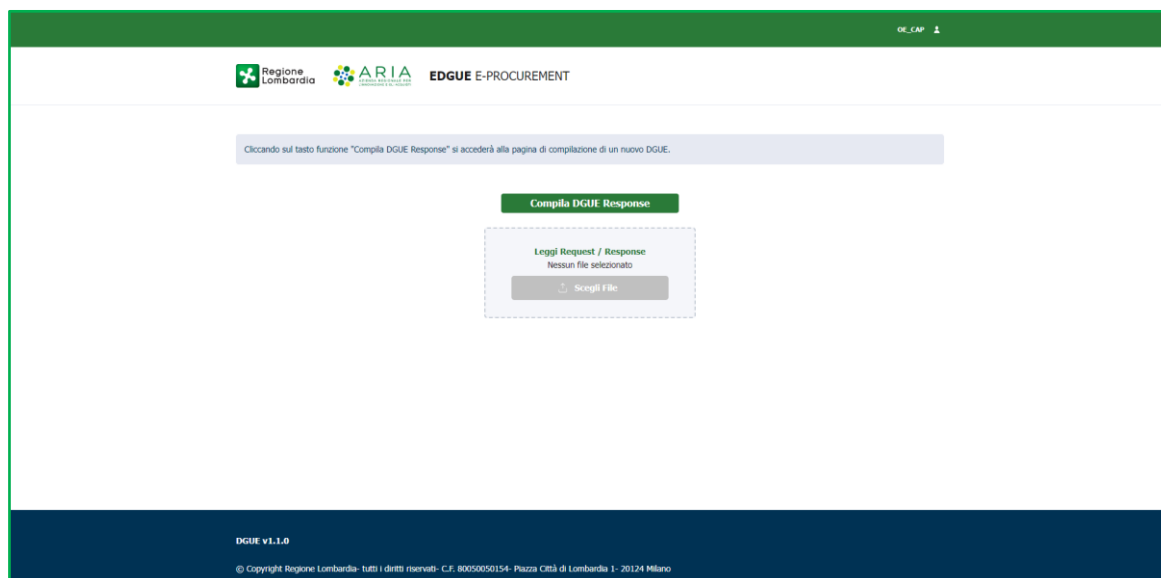 OE_CAP
Regione
Lombardia
ARIA
EDGUE E-PROCUREMENT
Cliccando sul tasto funzione "Compila DGUE Response" si accederà alla pagina di compilazione di un nuovo DGUE.
Compila DGUE Response
Leggi Request / Response
Nessun file selezionato
Scegli File
DGUE v1.1.0
© Copyright Regione Lombardia- tutti i diritti riservati- C.F. 80050050154- Piazza Città di Lombardia 1- 20124 Milano